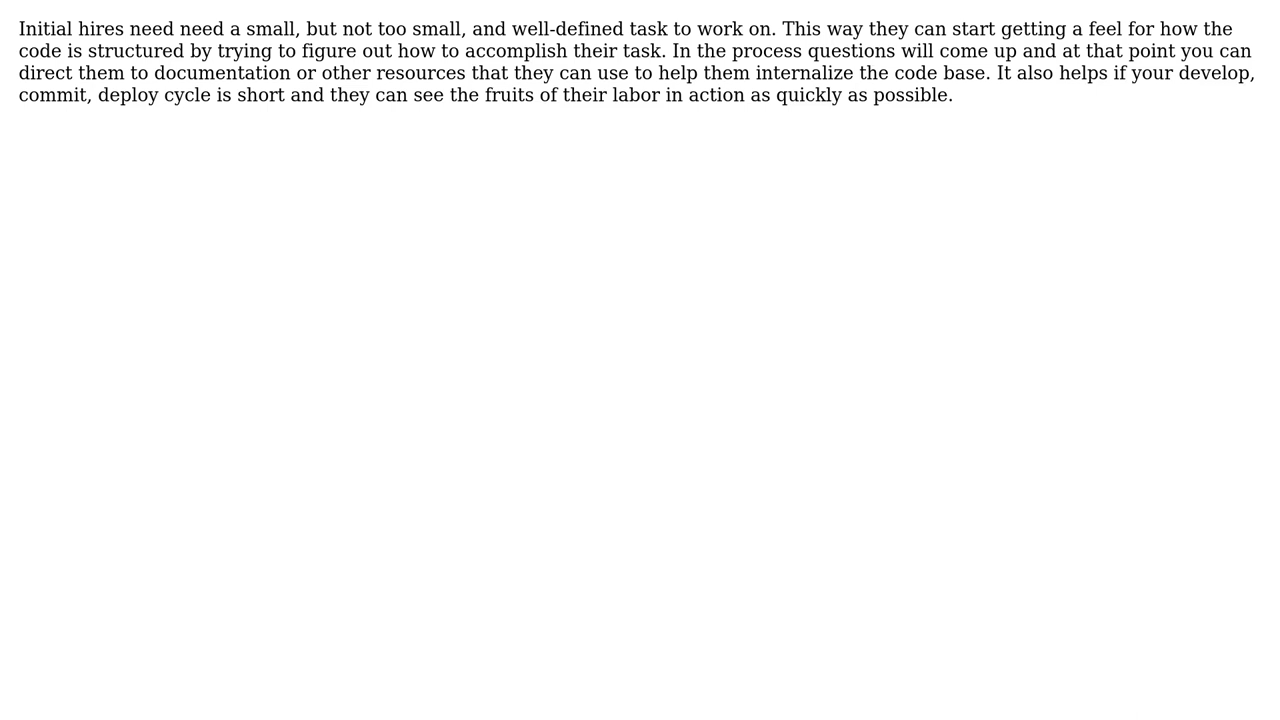 Initial hires need need a small, but not too small, and well-defined task to work on. This way they can start getting a feel for how the
code is structured by trying to figure out how to accomplish their task. In the process questions will come up and at that point you can
direct them to documentation or other resources that they can use to help them internalize the code base. It also helps if your develop,
commit, deploy cycle is short and they can see the fruits of their labor in action as quickly as possible.